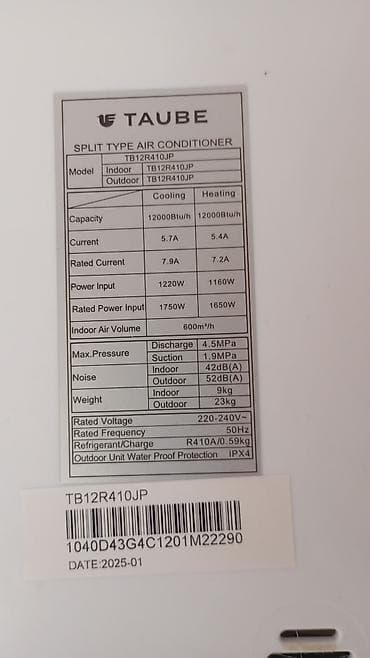 TAUBE
SPLIT TYPE AIR CONDITIONER
Model TB12R410JP
Indoor TB12R410JP
Outdoor TB12R410JP
Cooling Heating
Capacity 12000Btu/h 12000Btu/h
Current 5.7A 5.4A
Rated Current 7.9A 7.2A
Power Input 1220W 1160W
Rated Power Input 1750W 1650W
Indoor Air Volume 600m³/h
Max.Pressure Discharge 4.5MPa
Suction 1.9MPa
Noise Indoor 42dB(A)
Outdoor 52dB(A)
Weight Indoor 9kg
Outdoor 23kg
Rated Voltage 220-240V~
Rated Frequency 50Hz
Refrigerant/Charge R410A/0.59kg
Outdoor Unit Water Proof Protection IPX4
TB12R410JP
1040D43G4C1201M22290
DATE:2025-01